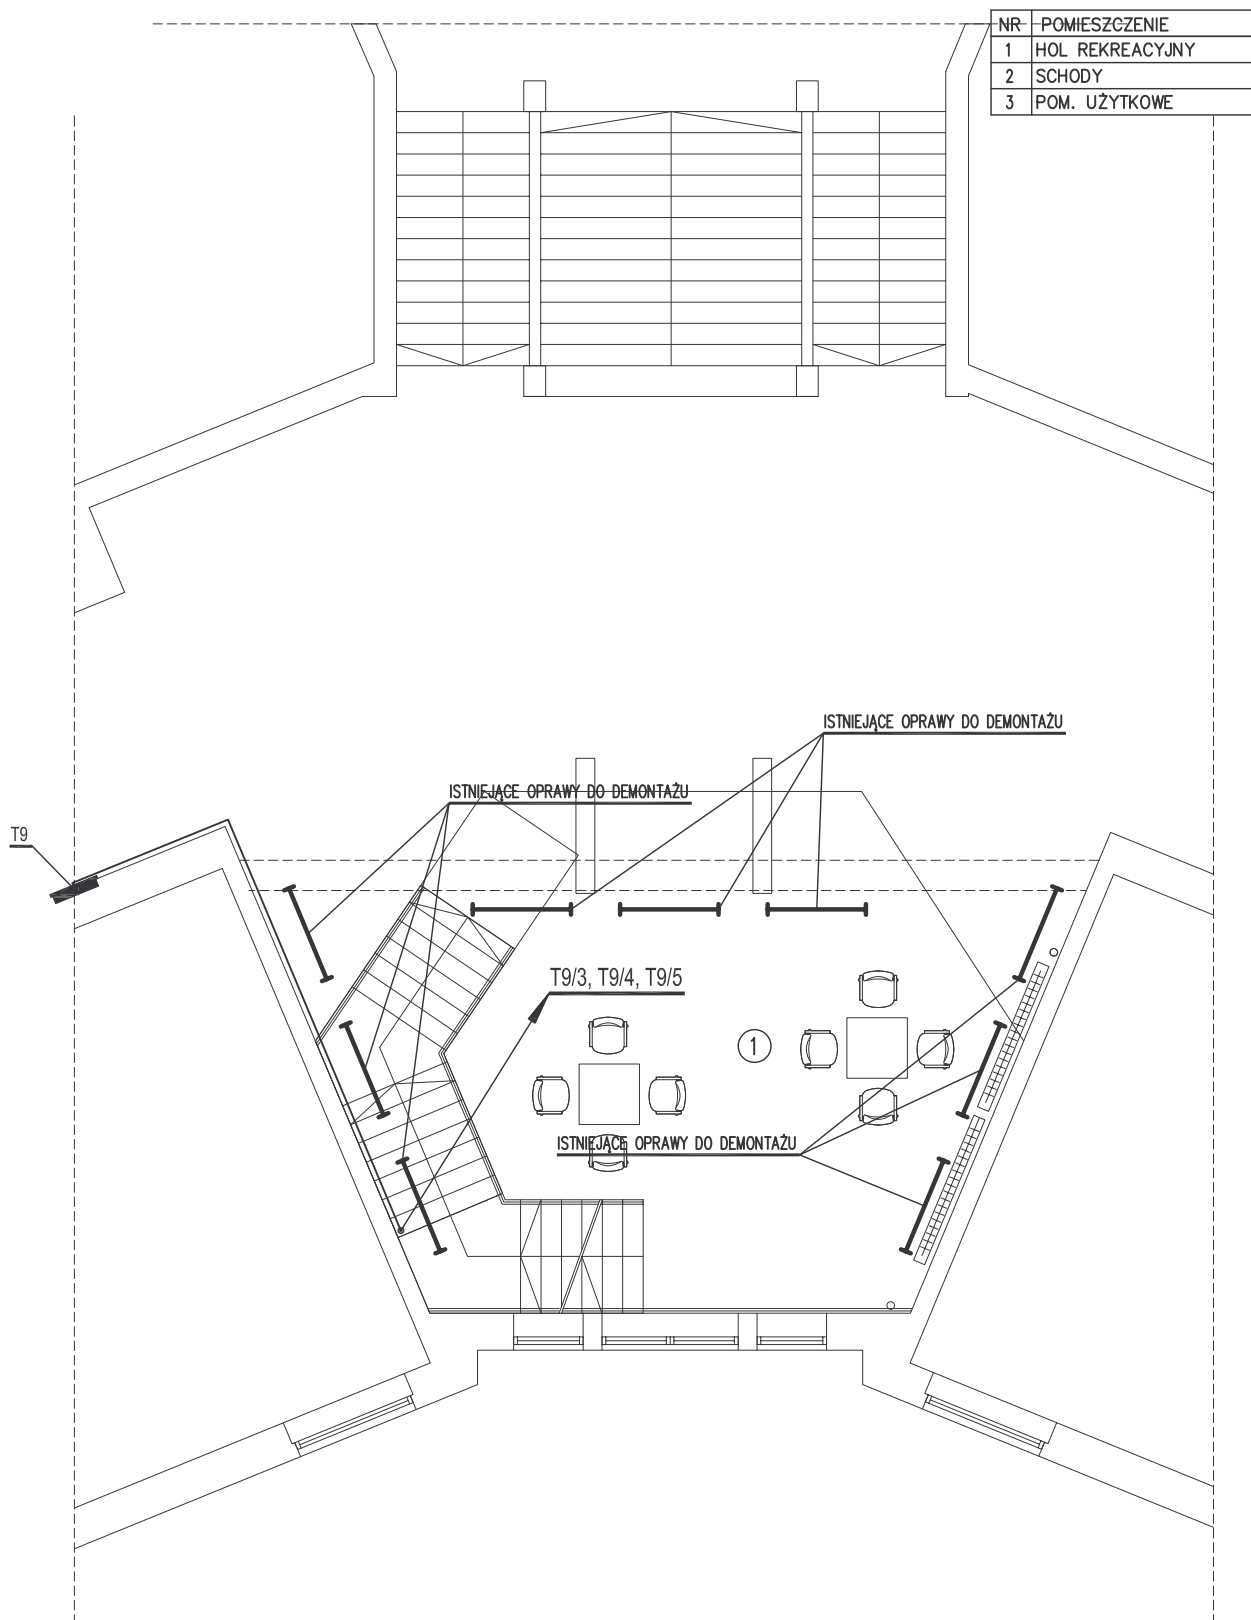 NR POMIESZCZENIE
1 HOL REKREACYJNY
2 SCHODY
3 POM. UŻYTKOWE
ISTNIEJĄCE OPRAWY DO DEMONTAŻU
ISTNIEJĄCE OPRAWY DO DEMONTAŻU
T9
T9/3, T9/4, T9/5
1
ISTNIEJĄCE OPRAWY DO DEMONTAŻU